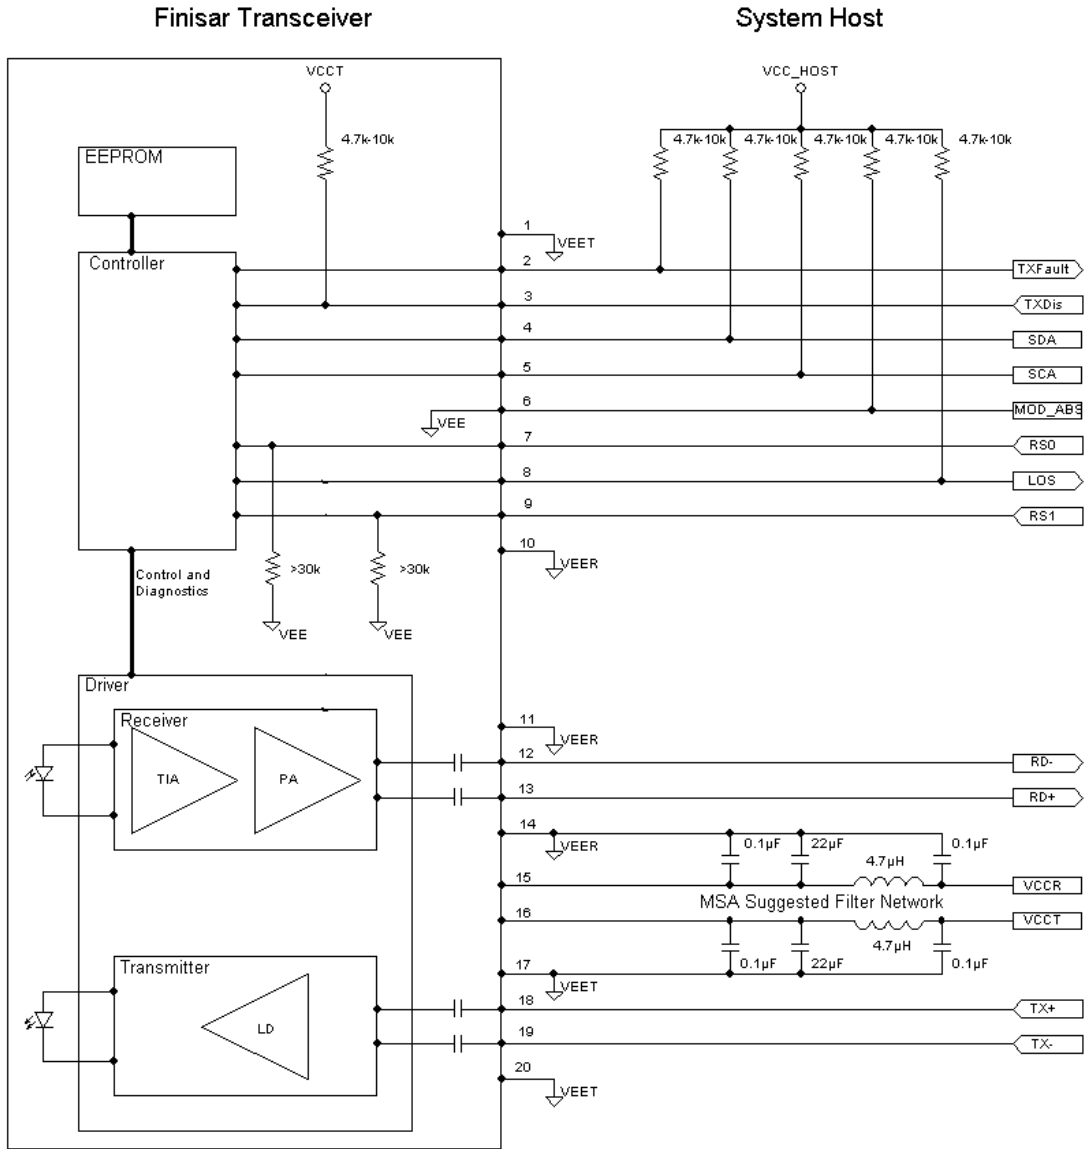 Finisar Transceiver
System Host
VCCT
VCC_HOST
4.7k-10k
4.7k-10k
4.7k-10k
4.7k-10k
4.7k-10k
4.7k-10k
EEPROM
Controller
1
VEET
2
TXFault
3
TXDis
4
SDA
5
SCA
6
VEE
MOD_ABS
7
RS0
8
LOS
9
RS1
10
VEER
Control and
Diagnostics
>30k
>30k
VEE
VEE
Driver
Receiver
TIA
PA
11
VEER
12
RD-
13
RD+
14
VEER
0.1µF
22µF
0.1µF
4.7µH
15
VCCR
MSA Suggested Filter Network
16
VCCT
4.7µH
0.1µF
22µF
0.1µF
17
VEET
Transmitter
LD
18
TX+
19
TX-
20
VEET